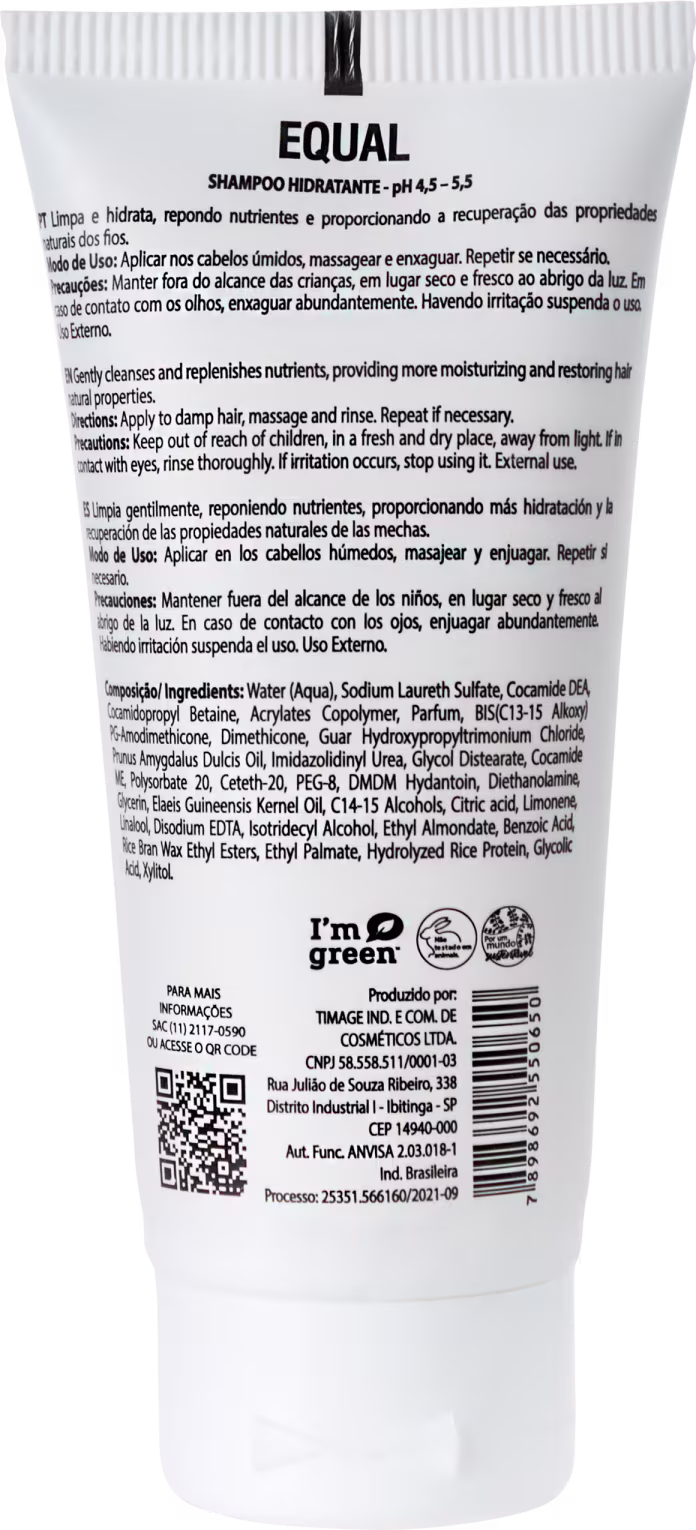 EQUAL
SHAMPOO HIDRATANTE - pH 4,5 – 5,5
PT Limpa e hidrata, repondo nutrientes e proporcionando a recuperação das propriedades
naturais dos fios.
Modo de Uso: Aplicar nos cabelos úmidos, massagear e enxaguar. Repetir se necessário.
Precauções: Manter fora do alcance das crianças, em lugar seco e fresco ao abrigo da luz. Em
caso de contato com os olhos, enxaguar abundantemente. Havendo irritação suspenda o uso.
Uso Externo.
EN Gently cleanses and replenishes nutrients, providing more moisturizing and restoring hair
natural properties.
Directions: Apply to damp hair, massage and rinse. Repeat if necessary.
Precautions: Keep out of reach of children, in a fresh and dry place, away from light. If in
contact with eyes, rinse thoroughly. If irritation occurs, stop using it. External use.
ES Limpia gentilmente, reponiendo nutrientes, proporcionando más hidratación y la
recuperación de las propiedades naturales de las mechas.
Modo de Uso: Aplicar en los cabellos húmedos, masajear y enjuagar. Repetir si
necesario.
Precauciones: Mantener fuera del alcance de los niños, en lugar seco y fresco al
abrigo de la luz. En caso de contacto con los ojos, enjuagar abundantemente.
Habiendo irritación suspenda el uso. Uso Externo.
Composição/ Ingredients: Water (Aqua), Sodium Laureth Sulfate, Cocamide DEA,
Cocamidopropyl Betaine, Acrylates Copolymer, Parfum, BIS(C13-15 Alkoxy)
PG-Amodimethicone, Dimethicone, Guar Hydroxypropyltrimonium Chloride,
Prunus Amygdalus Dulcis Oil, Imidazolidinyl Urea, Glycol Distearate, Cocamide
ME, Polysorbate 20, Ceteth-20, PEG-8, DMDM Hydantoin, Diethanolamine,
Glycerin, Elaeis Guineensis Kernel Oil, C14-15 Alcohols, Citric acid, Limonene,
Linalool, Disodium EDTA, Isotridecyl Alcohol, Ethyl Almondate, Benzoic Acid,
Rice Bran Wax Ethyl Esters, Ethyl Palmate, Hydrolyzed Rice Protein, Glycolic
Acid, Xylitol.
I'm
green™
Não
testado em
animais.
Por um
mundo
sustentável
PARA MAIS
INFORMAÇÕES
SAC (11) 2117-0590
OU ACESSE O QR CODE
Produzido por:
TIMAGE IND. E COM. DE
COSMÉTICOS LTDA.
CNPJ 58.558.511/0001-03
Rua Julião de Souza Ribeiro, 338
Distrito Industrial I - Ibitinga - SP
CEP 14940-000
Aut. Func. ANVISA 2.03.018-1
Ind. Brasileira
Processo: 25351.566160/2021-09
7 898692 550650